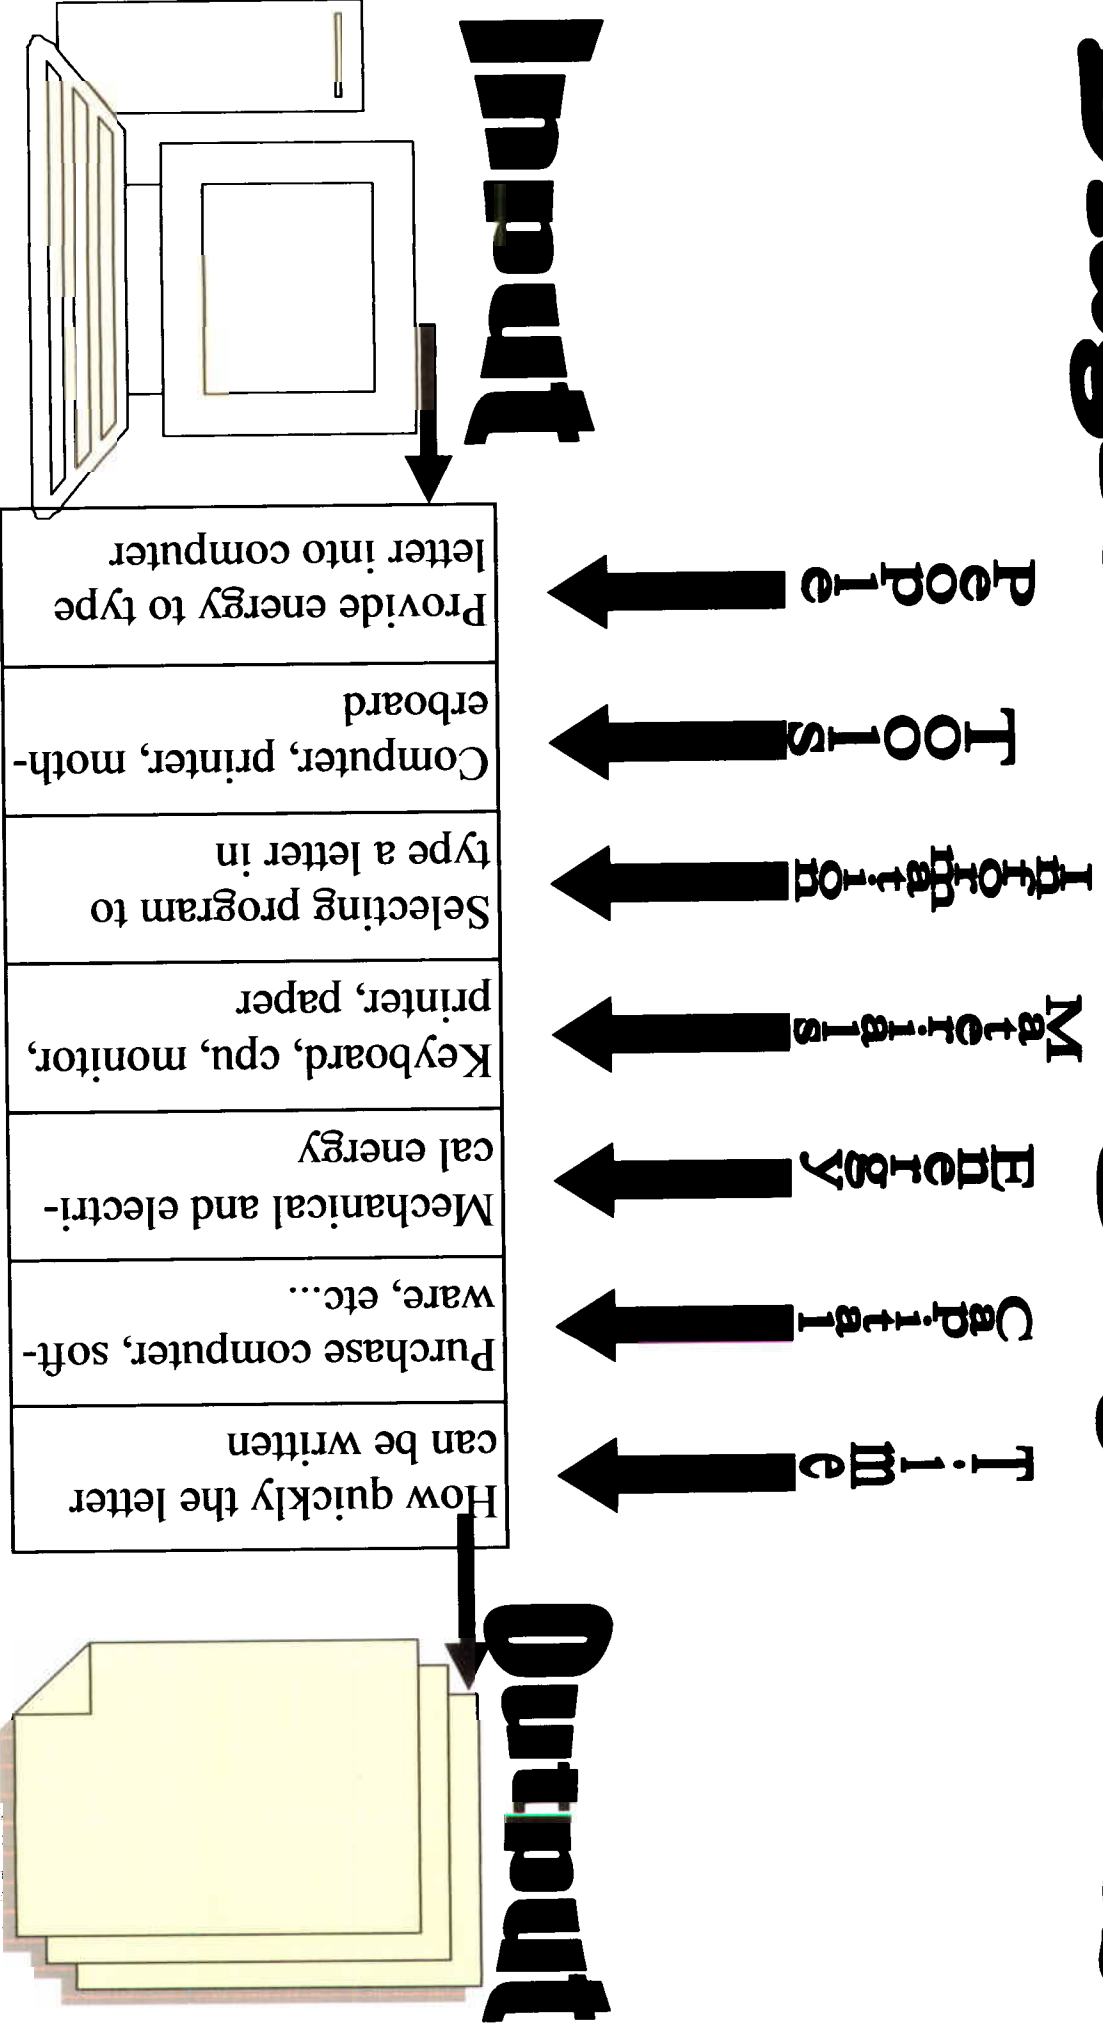 Input
People
Provide energy to type
letter into computer
Tools
Computer, printer, moth-
erboard
Information
Selecting program to
type a letter in
Materials
Keyboard, cpu, monitor,
printer, paper
Energy
Mechanical and electri-
cal energy
Capital
Purchase computer, soft-
ware, etc...
Time
How quickly the letter
can be written
Output